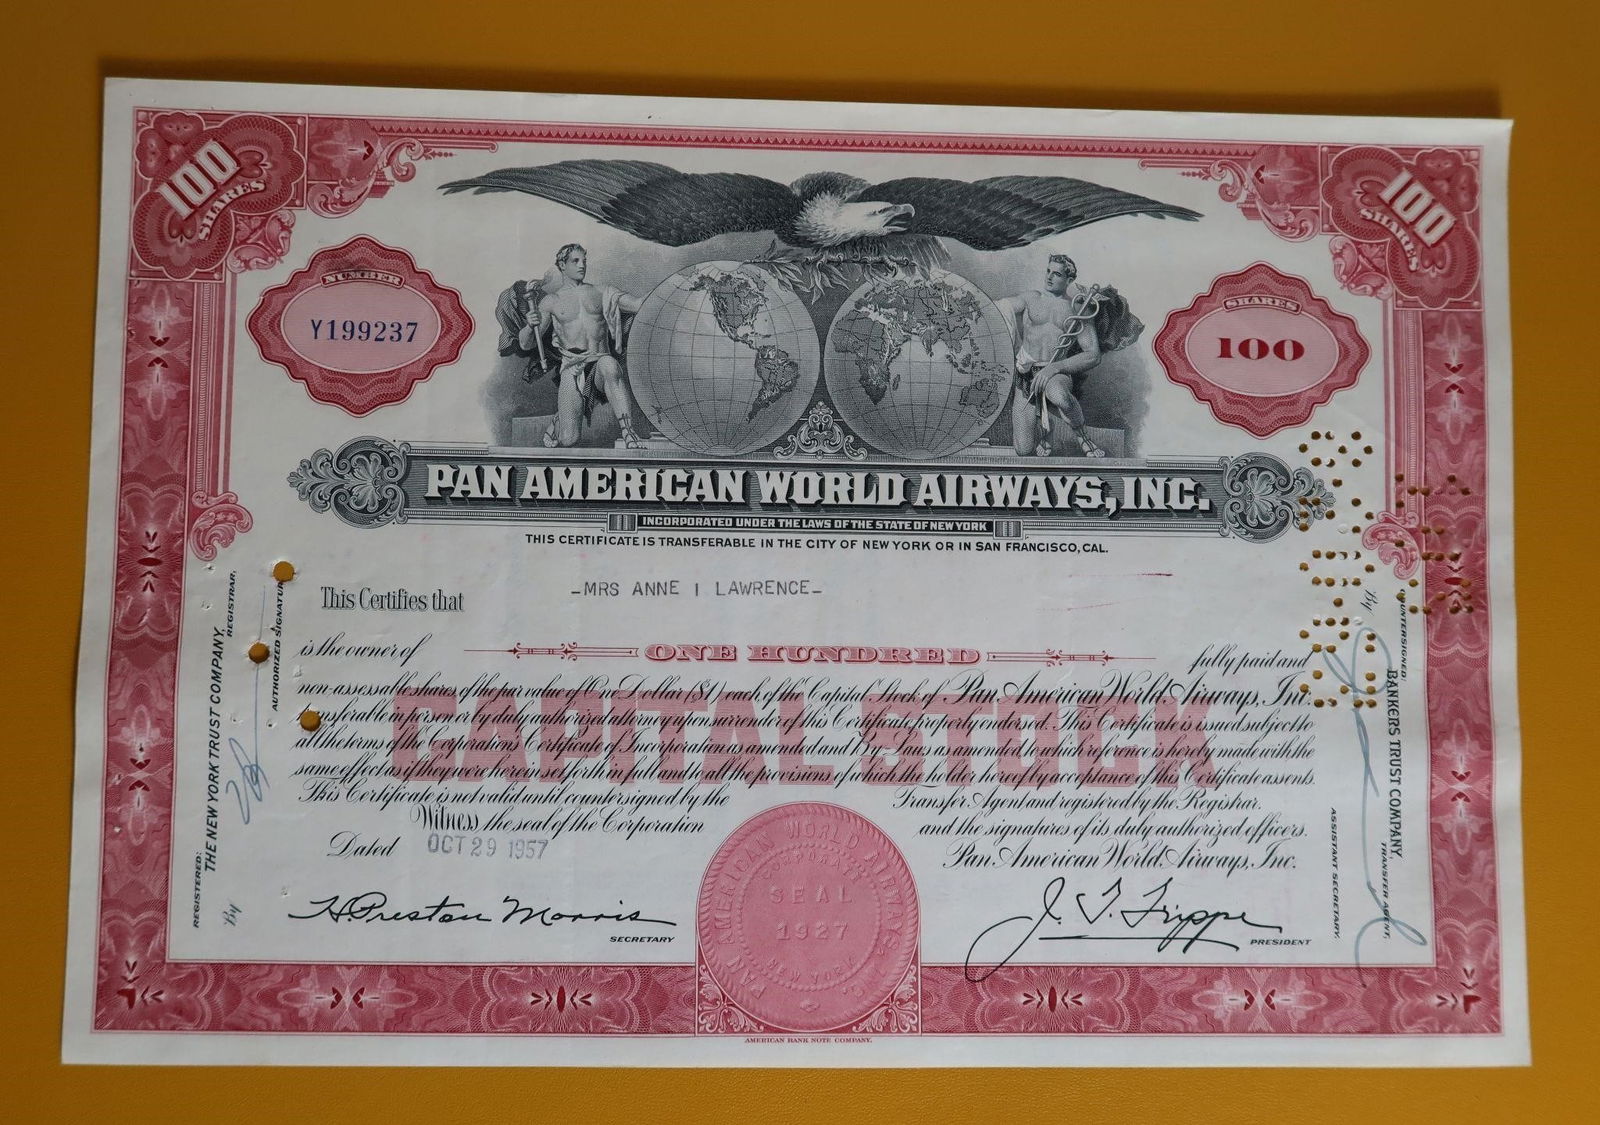 100 SHARES
100 SHARES
NUMBER
Y199237
SHARES
100
PAN AMERICAN WORLD AIRWAYS, INC.
INCORPORATED UNDER THE LAWS OF THE STATE OF NEW YORK
THIS CERTIFICATE IS TRANSFERABLE IN THE CITY OF NEW YORK OR IN SAN FRANCISCO, CAL.
This Certifies that
-MRS ANNE I LAWRENCE-
is the owner of ONE HUNDRED fully paid and
non-assessable shares of the par value of One Dollar ($1) each of the Capital Stock of Pan American World Airways, Inc.
transferable in person or by duly authorized attorney upon surrender of this Certificate properly endorsed. This Certificate is issued subject to
all the terms of the Corporation's Certificate of Incorporation as amended and By-Laws as amended to which reference is hereby made with the
same effect as if they were herein set forth in full and to all the provisions of which the holder hereof by acceptance of this Certificate assents.
CAPITAL STOCK
This Certificate is not valid until countersigned by the Transfer Agent and registered by the Registrar.
Witness the seal of the Corporation and the signatures of its duly authorized officers.
Dated OCT 29 1957
Pan American World Airways, Inc.
H. Preston Morris
SECRETARY
J. T. Trippe
PRESIDENT
PAN AMERICAN WORLD AIRWAYS, INC.
CORPORATE
SEAL
1927
NEW YORK
AMERICAN BANK NOTE COMPANY.
REGISTERED:
THE NEW YORK TRUST COMPANY,
REGISTRAR,
By
AUTHORIZED SIGNATURE
COUNTERSIGNED:
BANKERS TRUST COMPANY,
TRANSFER AGENT,
By
ASSISTANT SECRETARY.